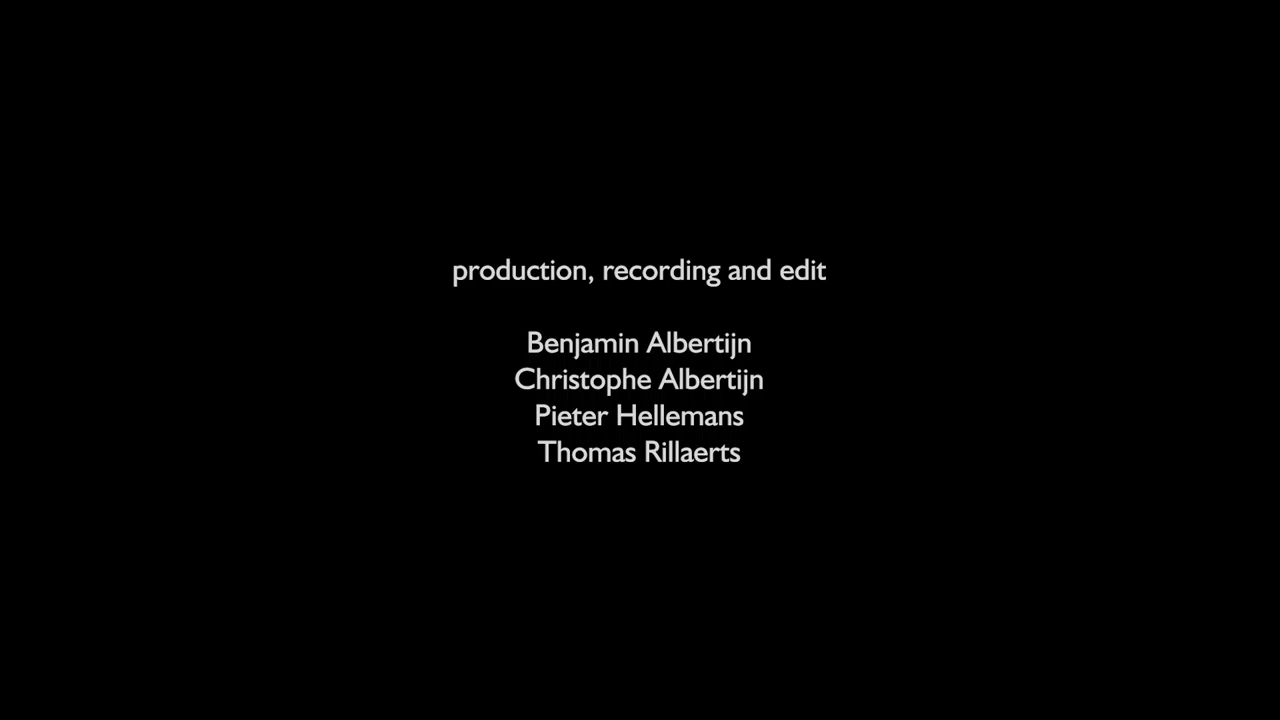 production, recording and edit
Benjamin Albertijn
Christophe Albertijn
Pieter Hellemans
Thomas Rillaerts